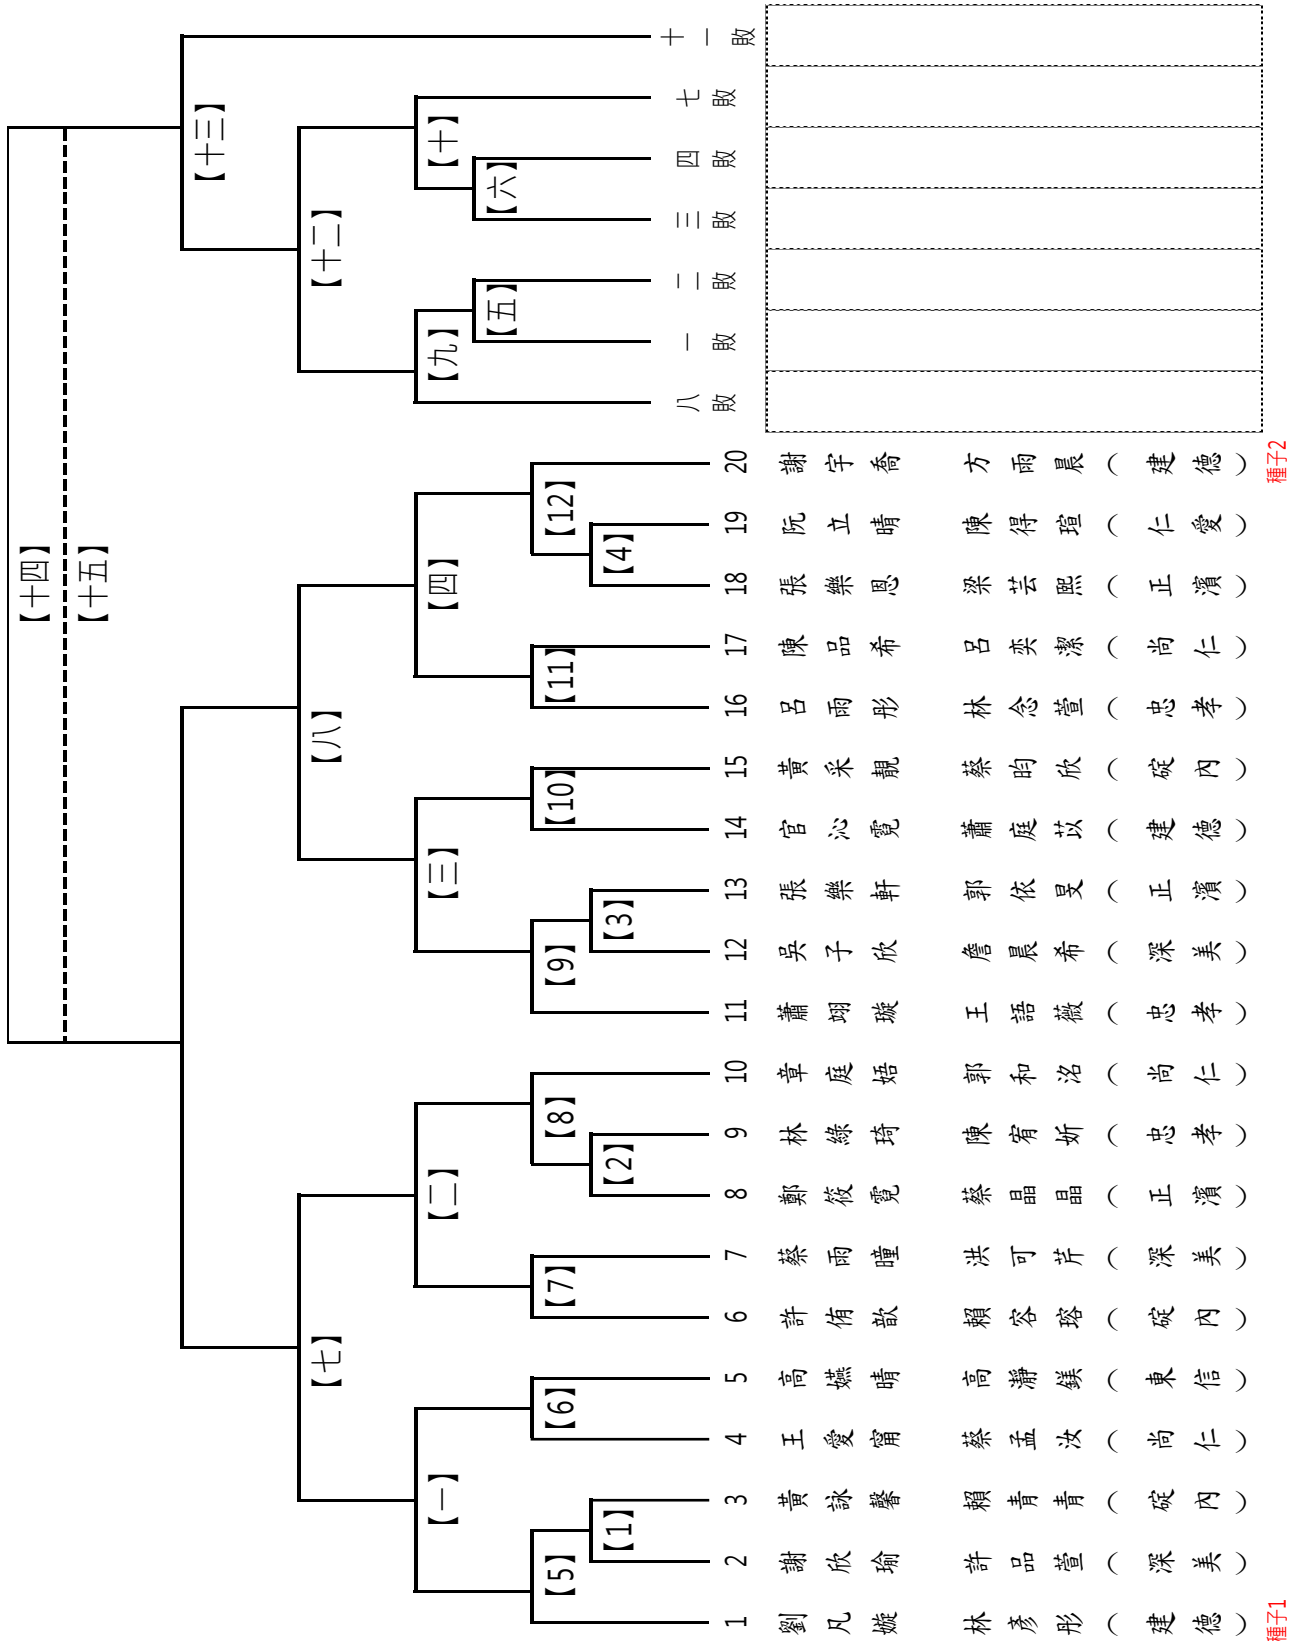 十一敗
七敗
四敗
三敗
二敗
一敗
八敗
20 謝宇喬 方雨晨(建德) 種子2
19 阮立晴 陳得瑄(仁愛)
18 張樂恩 梁芸熙(正濱)
17 陳品希 呂奕潔(尚仁)
16 呂雨彤 林念萱(忠孝)
15 黃采靚 蔡昀欣(碇內)
14 官沁霓 蕭庭苡(建德)
13 張樂軒 郭依旻(正濱)
12 吳子欣 詹晨希(深美)
11 蕭翊璇 王語薇(忠孝)
10 章庭娪 郭和洺(尚仁)
9 林綠琦 陳宥妡(忠孝)
8 鄭筱霓 蔡晶晶(正濱)
7 蔡雨瞳 洪可芹(深美)
6 許侑歆 賴容瑢(碇內)
5 高嬿晴 高瀞鎂(東信)
4 王愛甯 蔡孟汝(尚仁)
3 黃詠馨 賴青青(碇內)
2 謝欣瑜 許品萱(深美)
1 劉凡嫙 林彥彤(建德) 種子1
【十四】
【十五】
【十三】
【十二】
【十】
【六】
【五】
【九】
【12】
【4】
【四】
【11】
【八】
【10】
【三】
【3】
【9】
【8】
【2】
【二】
【7】
【七】
【6】
【一】
【1】
【5】